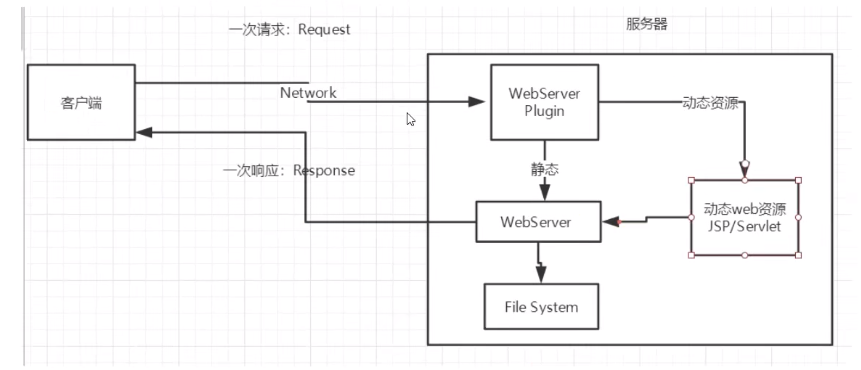 一次请求：Request
服务器
客户端
Network
WebServer
Plugin
动态资源
一次响应：Response
静态
动态web资源
JSP/Servlet
WebServer
File System